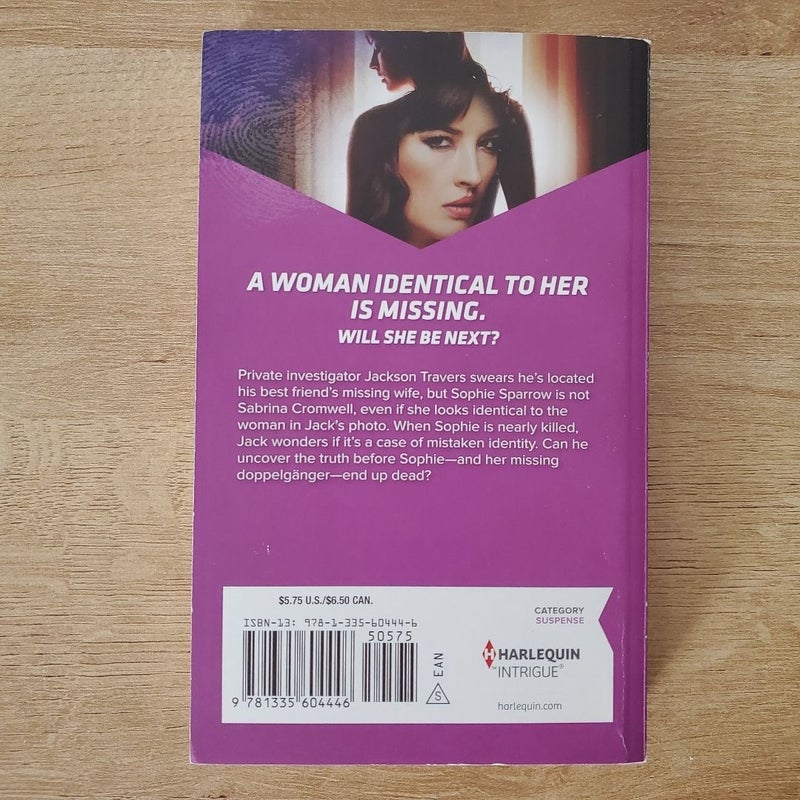 A WOMAN IDENTICAL TO HER
IS MISSING.
WILL SHE BE NEXT?
Private investigator Jackson Travers swears he's located
his best friend's missing wife, but Sophie Sparrow is not
Sabrina Cromwell, even if she looks identical to the
woman in Jack's photo. When Sophie is nearly killed,
Jack wonders if it's a case of mistaken identity. Can he
uncover the truth before Sophie—and her missing
doppelgänger—end up dead?
$5.75 U.S./$6.50 CAN.
ISBN-13: 978-1-335-60444-6
50575
9 781335 604446
S
EAN
CATEGORY
SUSPENSE
H HARLEQUIN
™ INTRIGUE®
harlequin.com